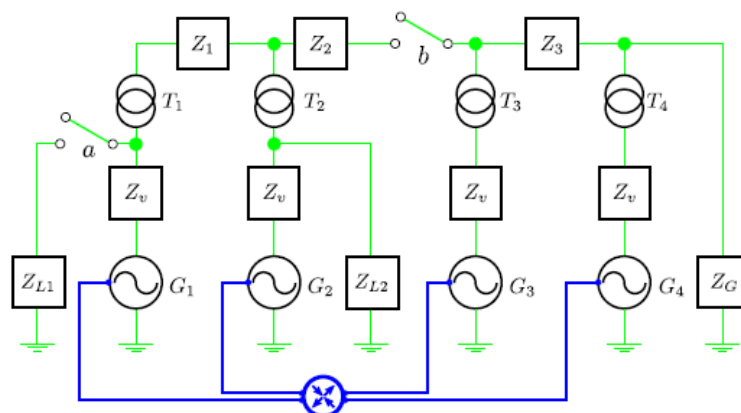 Z1 Z2 b Z3
T1 T2 T3 T4
a
Zv Zv Zv Zv
ZL1 G1 G2 ZL2 G3 G4 ZG